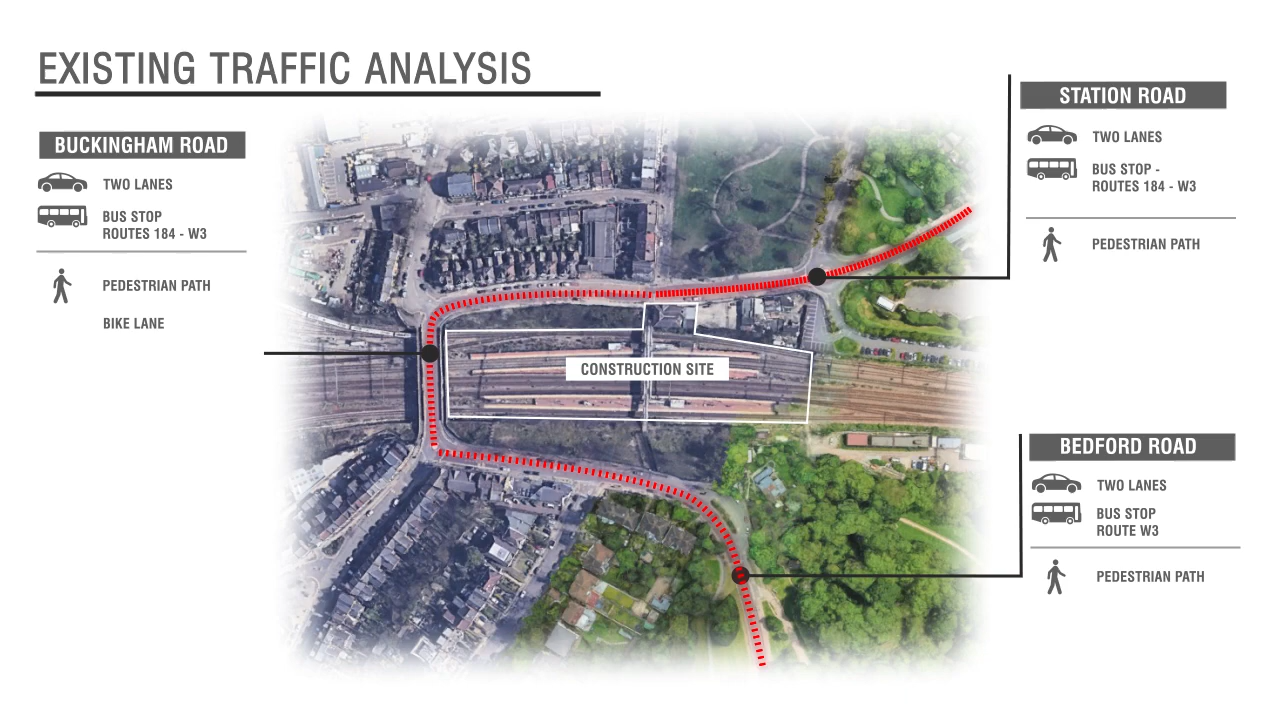 EXISTING TRAFFIC ANALYSIS
BUCKINGHAM ROAD
TWO LANES
BUS STOP
ROUTES 184 - W3
PEDESTRIAN PATH
BIKE LANE
STATION ROAD
TWO LANES
BUS STOP -
ROUTES 184 - W3
PEDESTRIAN PATH
CONSTRUCTION SITE
BEDFORD ROAD
TWO LANES
BUS STOP
ROUTE W3
PEDESTRIAN PATH